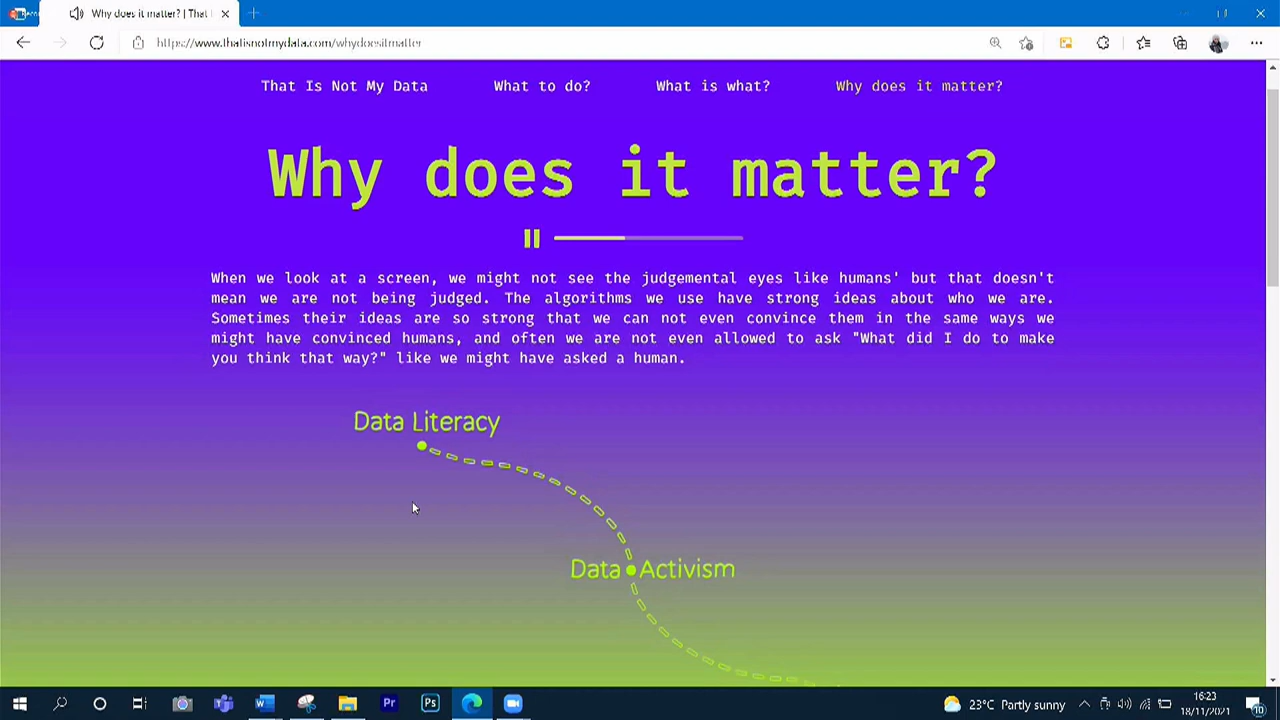 Why does it matter? | That
https://www.thatisnotmydata.com/whydoesitmatter
That Is Not My Data
What to do?
What is what?
Why does it matter?
Why does it matter?
When we look at a screen, we might not see the judgemental eyes like humans' but that doesn't
mean we are not being judged. The algorithms we use have strong ideas about who we are.
Sometimes their ideas are so strong that we can not even convince them in the same ways we
might have convinced humans, and often we are not even allowed to ask "What did I do to make
you think that way?" like we might have asked a human.
Data Literacy
Data Activism
W
Pr
Ps
23°C Partly sunny
16:23
18/11/2021
10